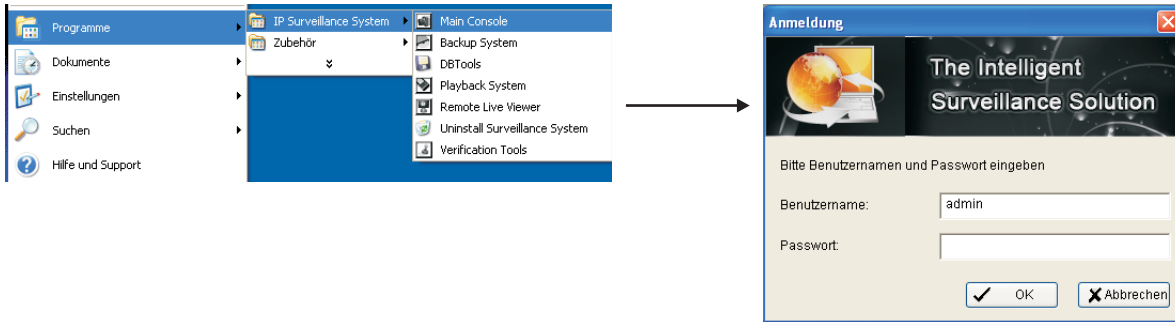 Programme
Dokumente
Einstellungen
Suchen
Hilfe und Support
IP Surveillance System
Zubehör
Main Console
Backup System
DBTools
Playback System
Remote Live Viewer
Uninstall Surveillance System
Verification Tools
Anmeldung
The Intelligent
Surveillance Solution
Bitte Benutzernamen und Passwort eingeben
Benutzername: admin
Passwort:
OK Abbrechen